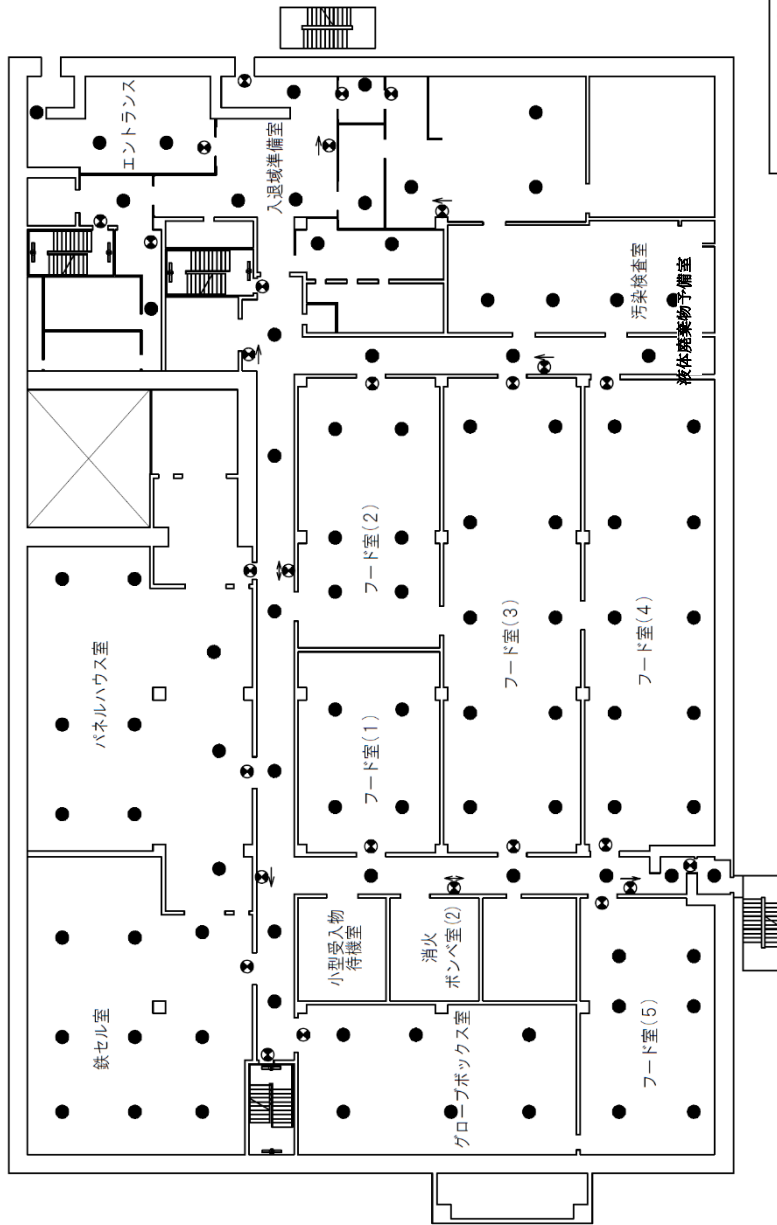 エントランス
入退域準備室
汚染検査室
液体廃棄物予備室
パネルハウス室
フード室(2)
フード室(3)
フード室(4)
フード室(1)
鉄セル室
小型受入物
待機室
消火
ボンベ室(2)
グローブボックス室
フード室(5)